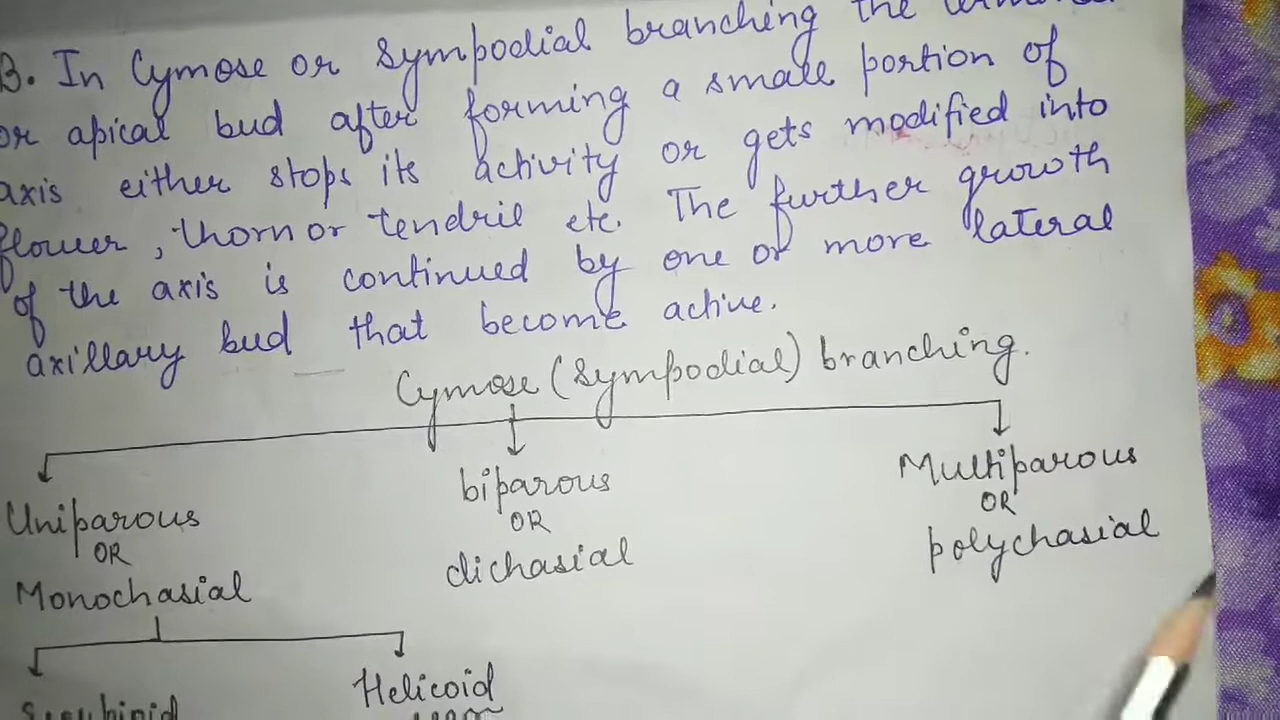 B. In Cymose or sympodial branching the
or apical bud after forming a small portion of
axis either stops its activity or gets modified into
flower, thorn or tendril etc. The further growth
of the axis is continued by one or more lateral
axillary bud that become active.
Cymose (Sympodial) branching.
Uniparous OR Monochasial
biparous OR dichasial
Multiparous OR polychasial
Helicoid